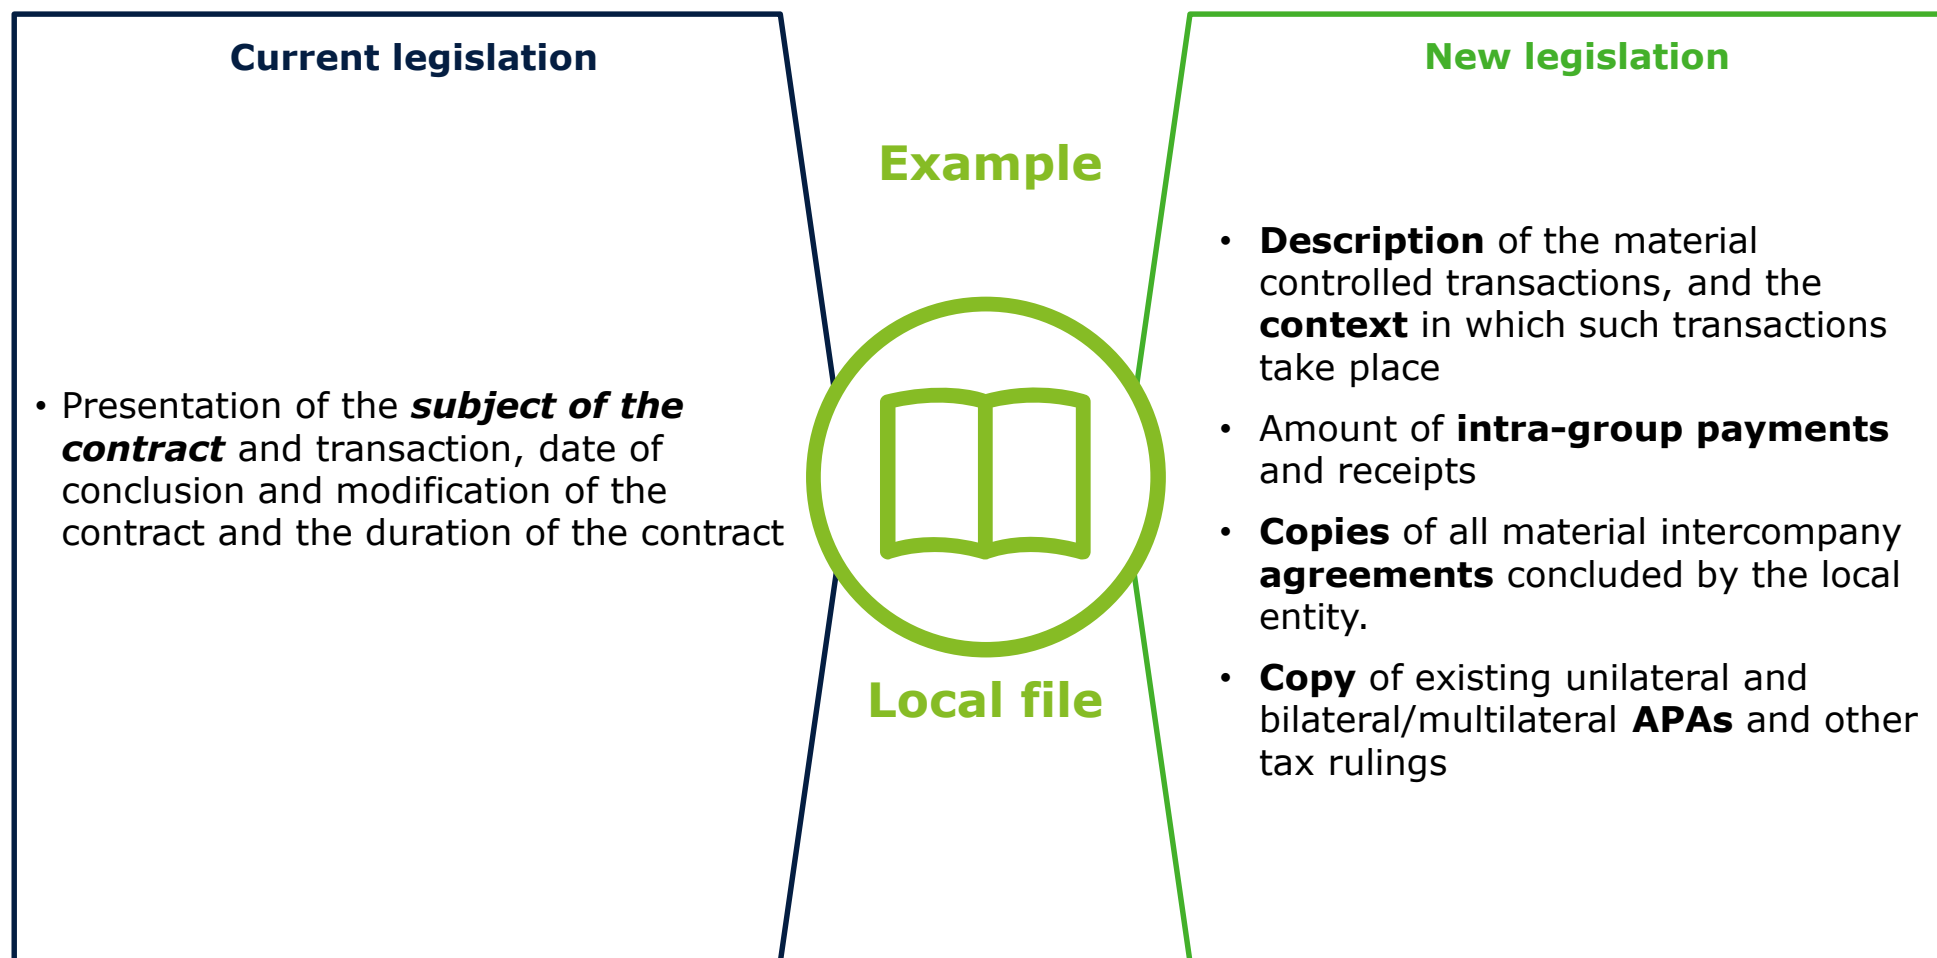 Current legislation
• Presentation of the subject of the
contract and transaction, date of
conclusion and modification of the
contract and the duration of the contract
Example
Local file
New legislation
• Description of the material
controlled transactions, and the
context in which such transactions
take place
• Amount of intra-group payments
and receipts
• Copies of all material intercompany
agreements concluded by the local
entity.
• Copy of existing unilateral and
bilateral/multilateral APAs and other
tax rulings